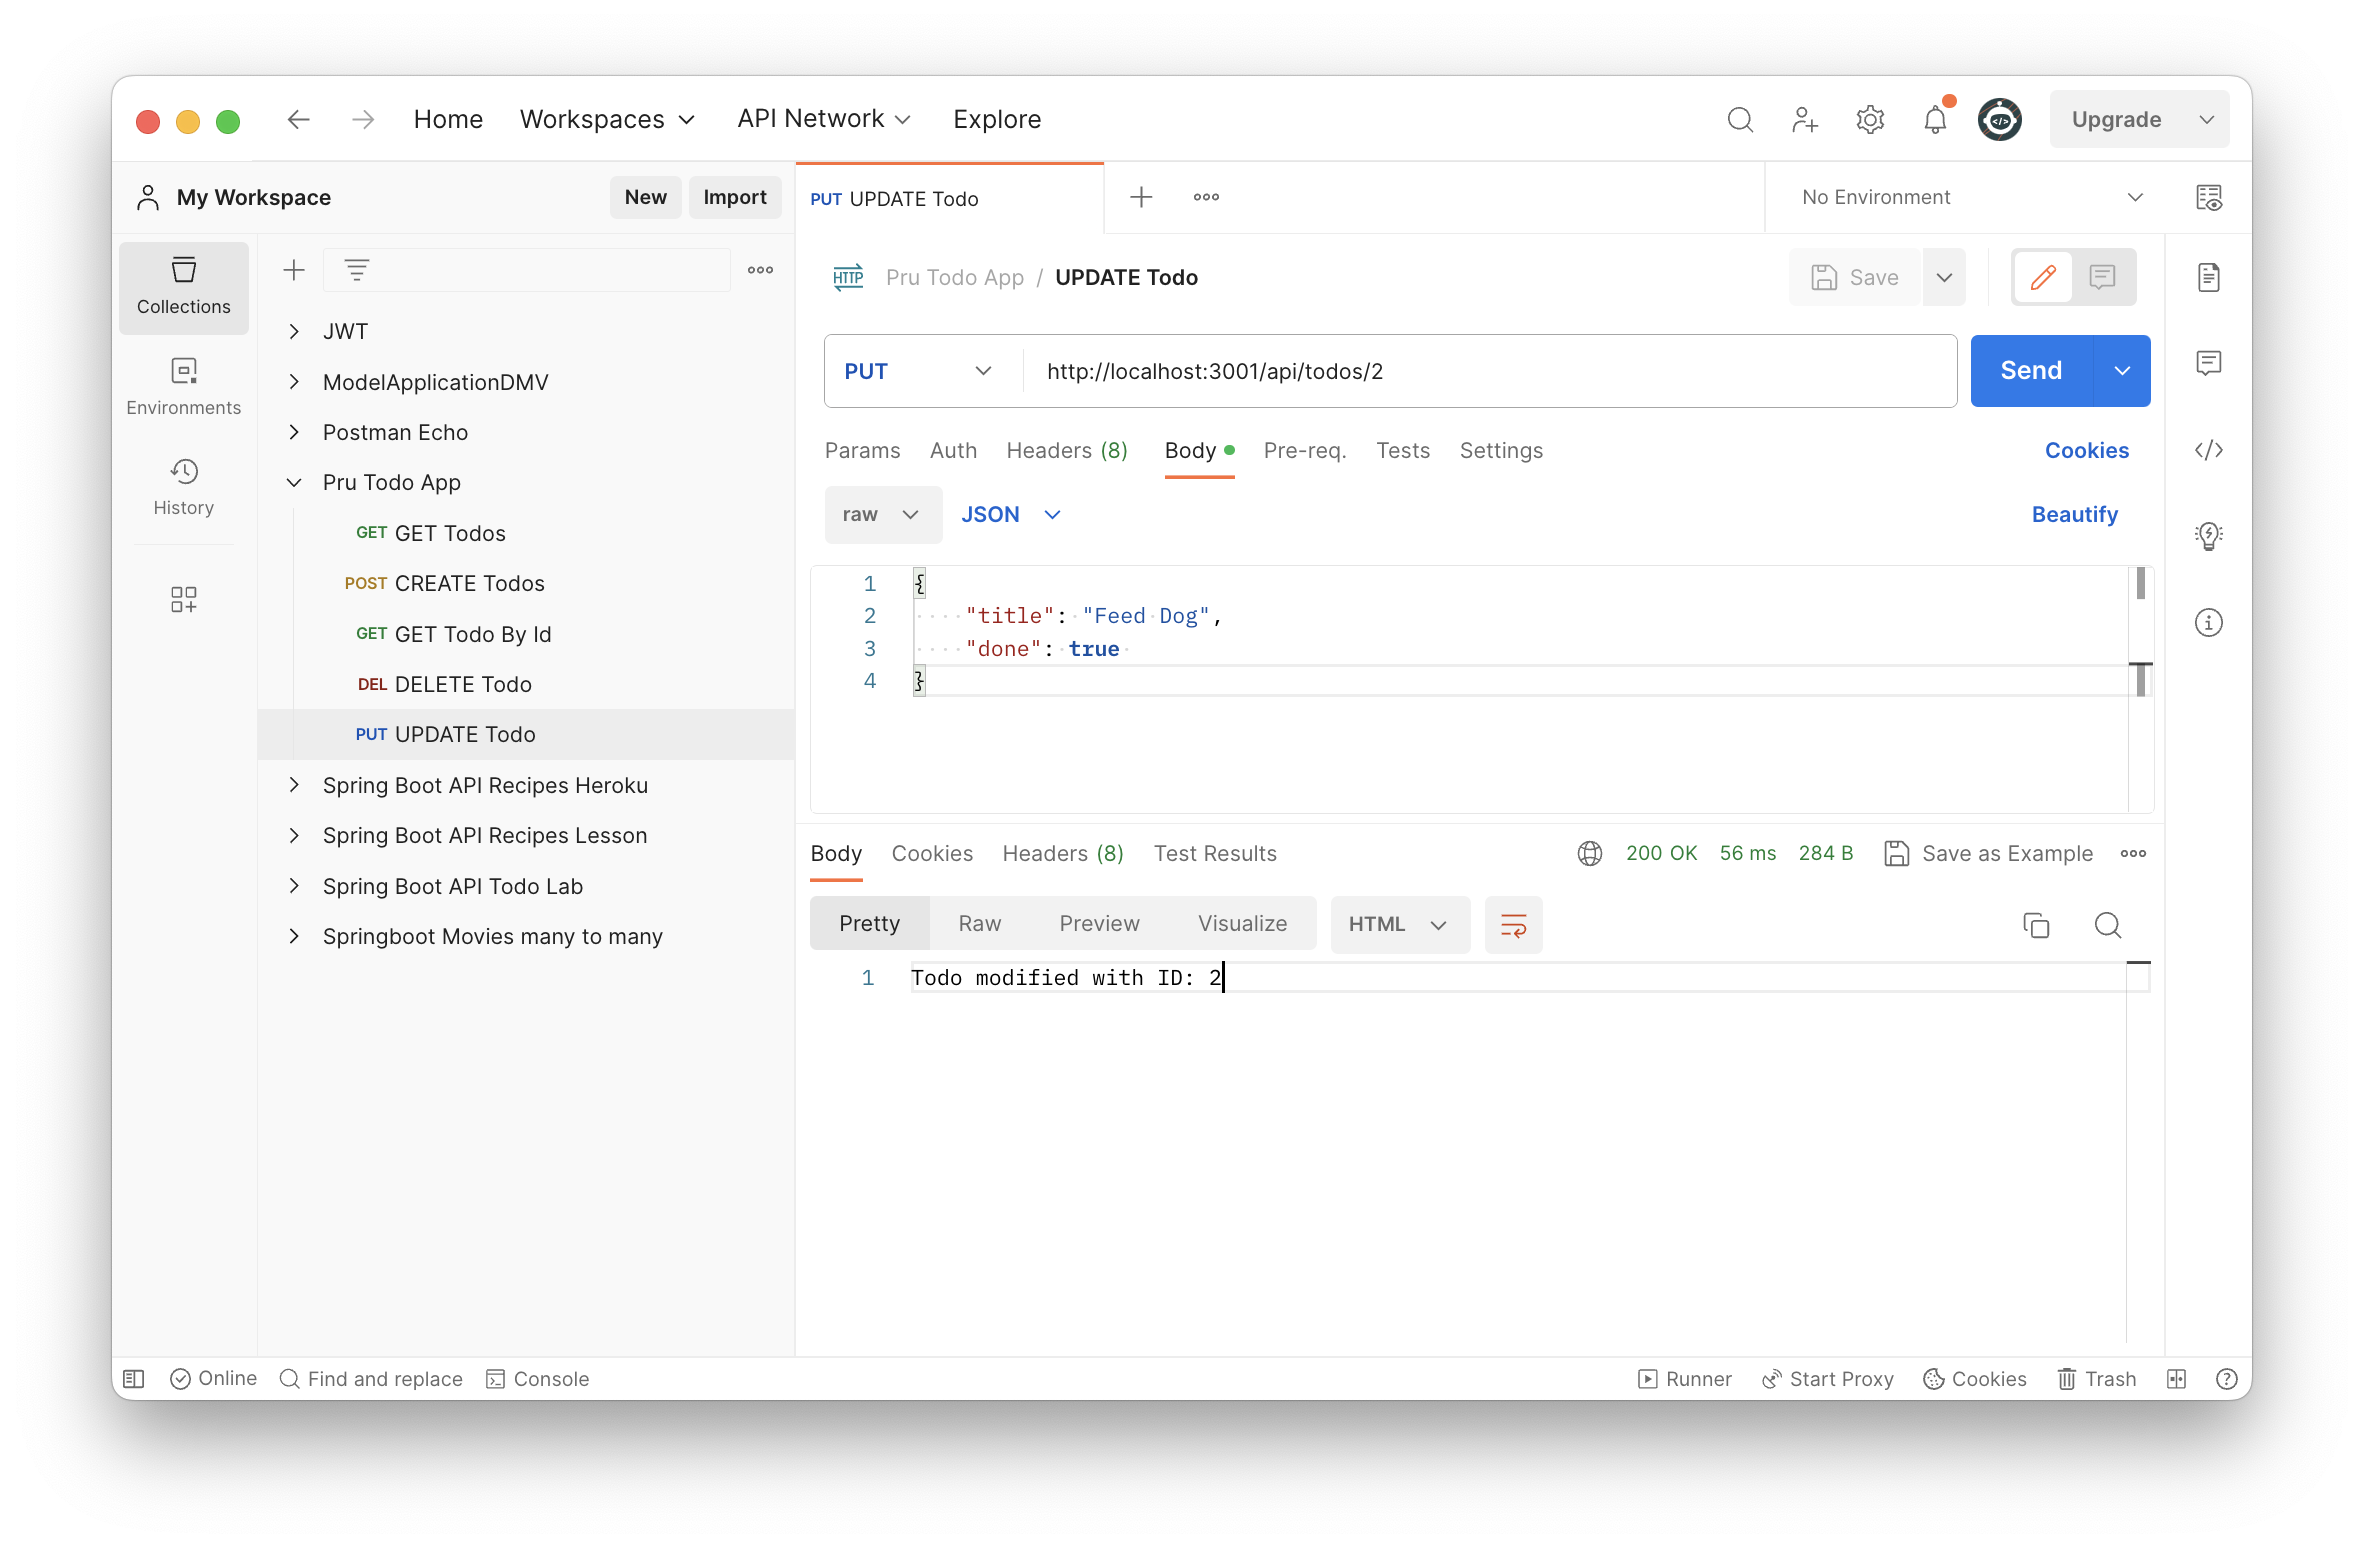 Home Workspaces API Network Explore Upgrade
My Workspace New Import
PUT UPDATE Todo No Environment
Collections
Environments
History
JWT
ModelApplicationDMV
Postman Echo
Pru Todo App
GET GET Todos
POST CREATE Todos
GET GET Todo By Id
DEL DELETE Todo
PUT UPDATE Todo
Spring Boot API Recipes Heroku
Spring Boot API Recipes Lesson
Spring Boot API Todo Lab
Springboot Movies many to many
HTTP Pru Todo App / UPDATE Todo Save
PUT http://localhost:3001/api/todos/2 Send
Params Auth Headers (8) Body Pre-req. Tests Settings Cookies
raw JSON Beautify
1 {
2 "title": "Feed Dog",
3 "done": true
4 }
Body Cookies Headers (8) Test Results 200 OK 56 ms 284 B Save as Example
Pretty Raw Preview Visualize HTML
1 Todo modified with ID: 2
Online Find and replace Console Runner Start Proxy Cookies Trash